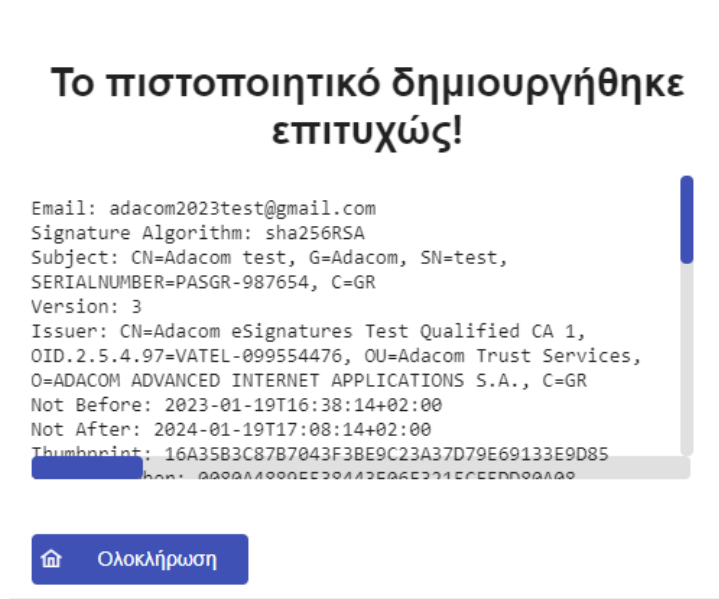 Το πιστοποιητικό δημιουργήθηκε
επιτυχώς!
Email: adacom2023test@gmail.com
Signature Algorithm: sha256RSA
Subject: CN=Adacom test, G=Adacom, SN=test,
SERIALNUMBER=PASGR-987654, C=GR
Version: 3
Issuer: CN=Adacom eSignatures Test Qualified CA 1,
OID.2.5.4.97=VATEL-099554476, OU=Adacom Trust Services,
O=ADACOM ADVANCED INTERNET APPLICATIONS S.A., C=GR
Not Before: 2023-01-19T16:38:14+02:00
Not After: 2024-01-19T17:08:14+02:00
Thumbprint: 16A35B3C87B7043F3BE9C23A37D79E69133E9D85
Ολοκλήρωση